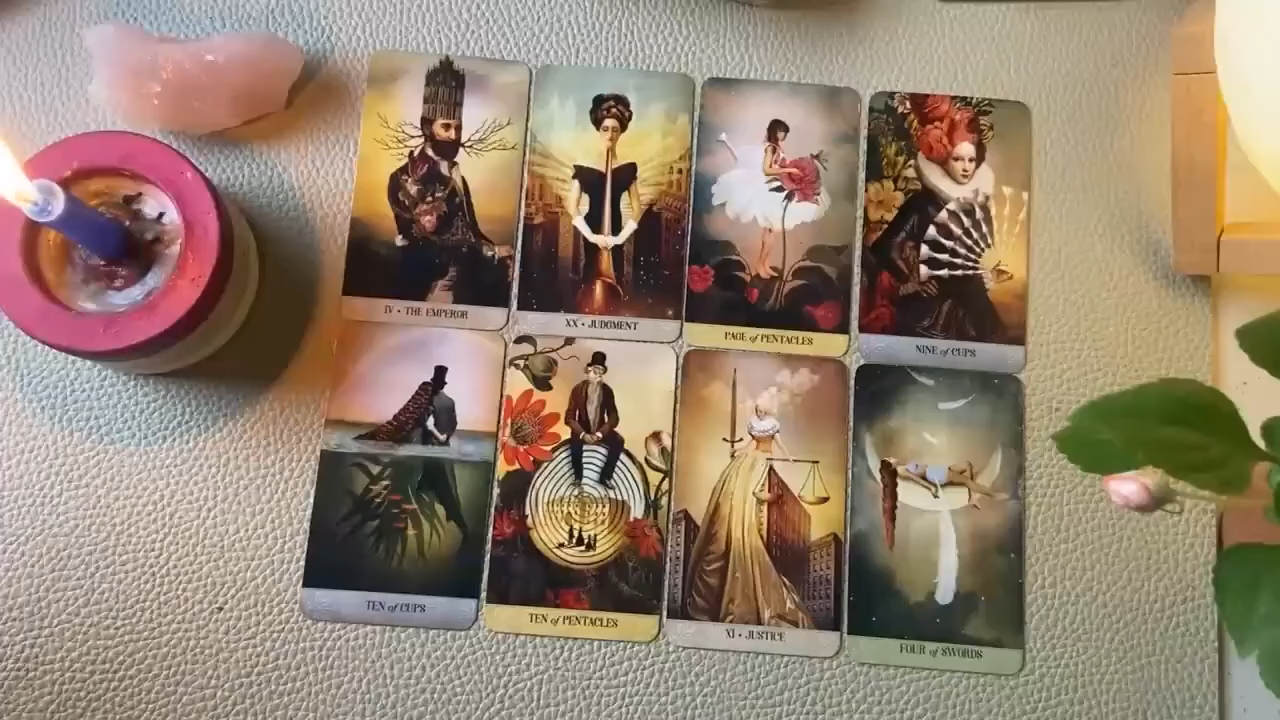 IV • THE EMPEROR
XX • JUDGMENT
PAGE of PENTACLES
NINE of CUPS
TEN of CUPS
TEN of PENTACLES
XI • JUSTICE
FOUR of SWORDS